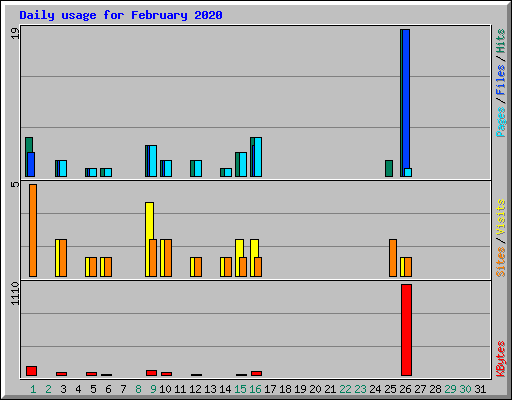 Daily usage for February 2020
19
Pages / Files / Hits
5
Sites / Visits
1110
KBytes
1 2 3 4 5 6 7 8 9 10 11 12 13 14 15 16 17 18 19 20 21 22 23 24 25 26 27 28 29 30 31